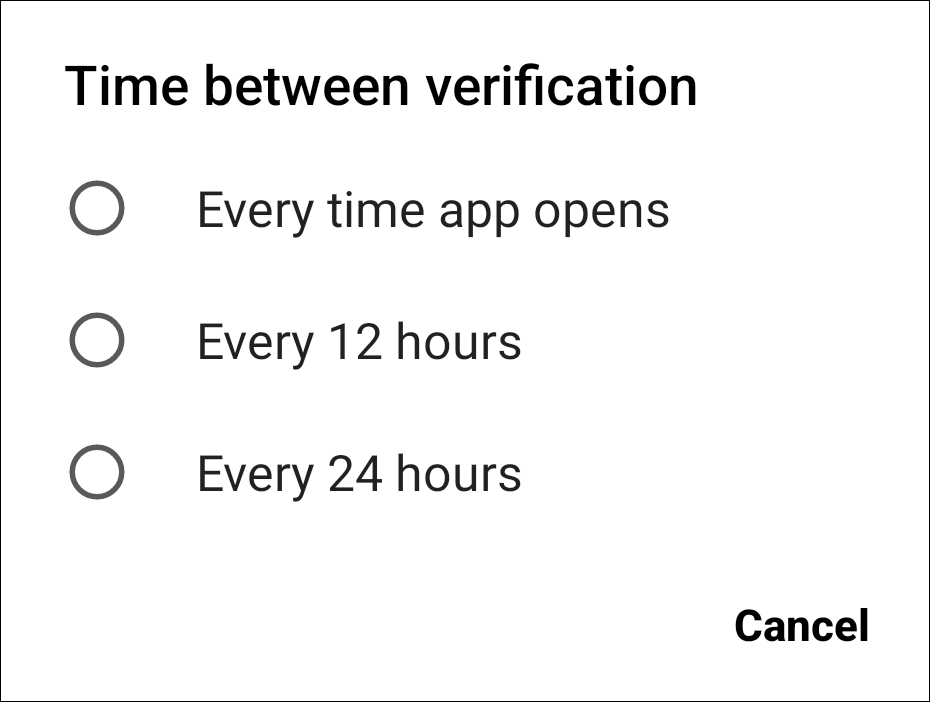 Time between verification
Every time app opens
Every 12 hours
Every 24 hours
Cancel